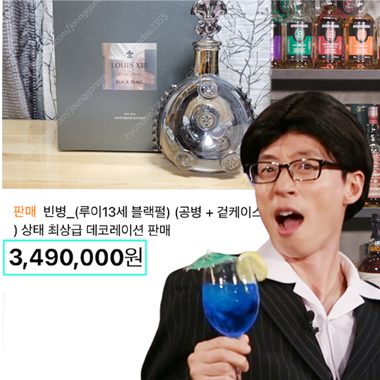 LOUIS XIII
BLACK PEARL
판매 빈병_(루이13세 블랙펄) (공병 + 겉케이스
) 상태 최상급 데코레이션 판매
3,490,000원